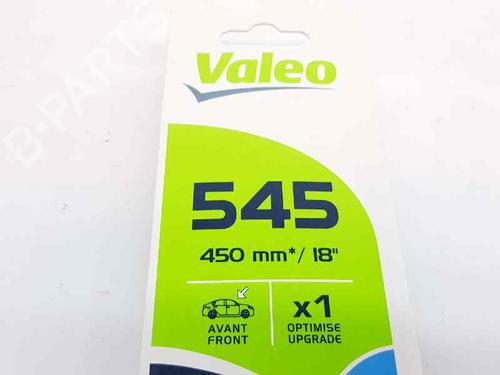 B-PARTS
Valeo
545
450 mm*/ 18"
AVANT
FRONT
x1
OPTIMISE
UPGRADE